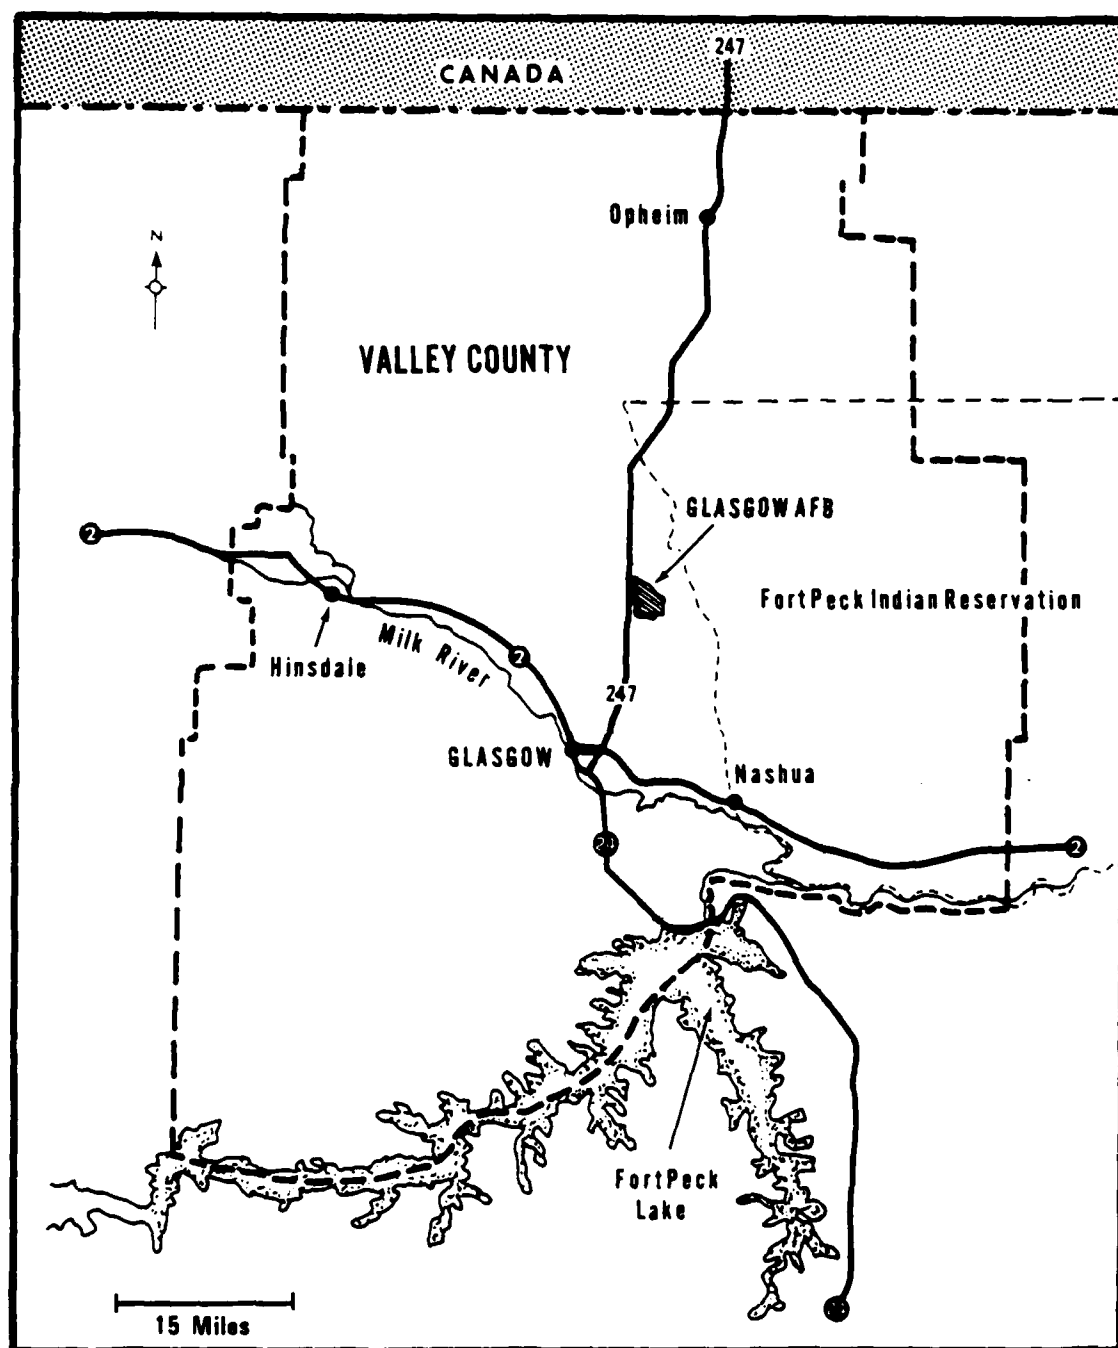 247
CANADA
Opheim
N
VALLEY COUNTY
GLASGOW AFB
2
Fort Peck Indian Reservation
Hinsdale
Milk River
2
247
GLASGOW
Nashua
24
2
Fort Peck
Lake
15 Miles